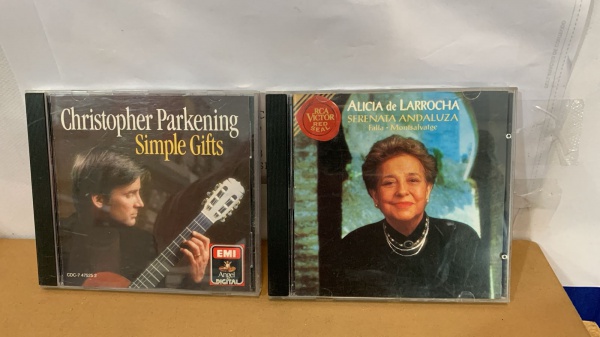 Christopher Parkening
Simple Gifts
EMI
Angel
DIGITAL
RCA
VICTOR
RED
SEAL
ALICIA de LARROCHA
SERENATA ANDALUZA
Falla - Montsalvatge